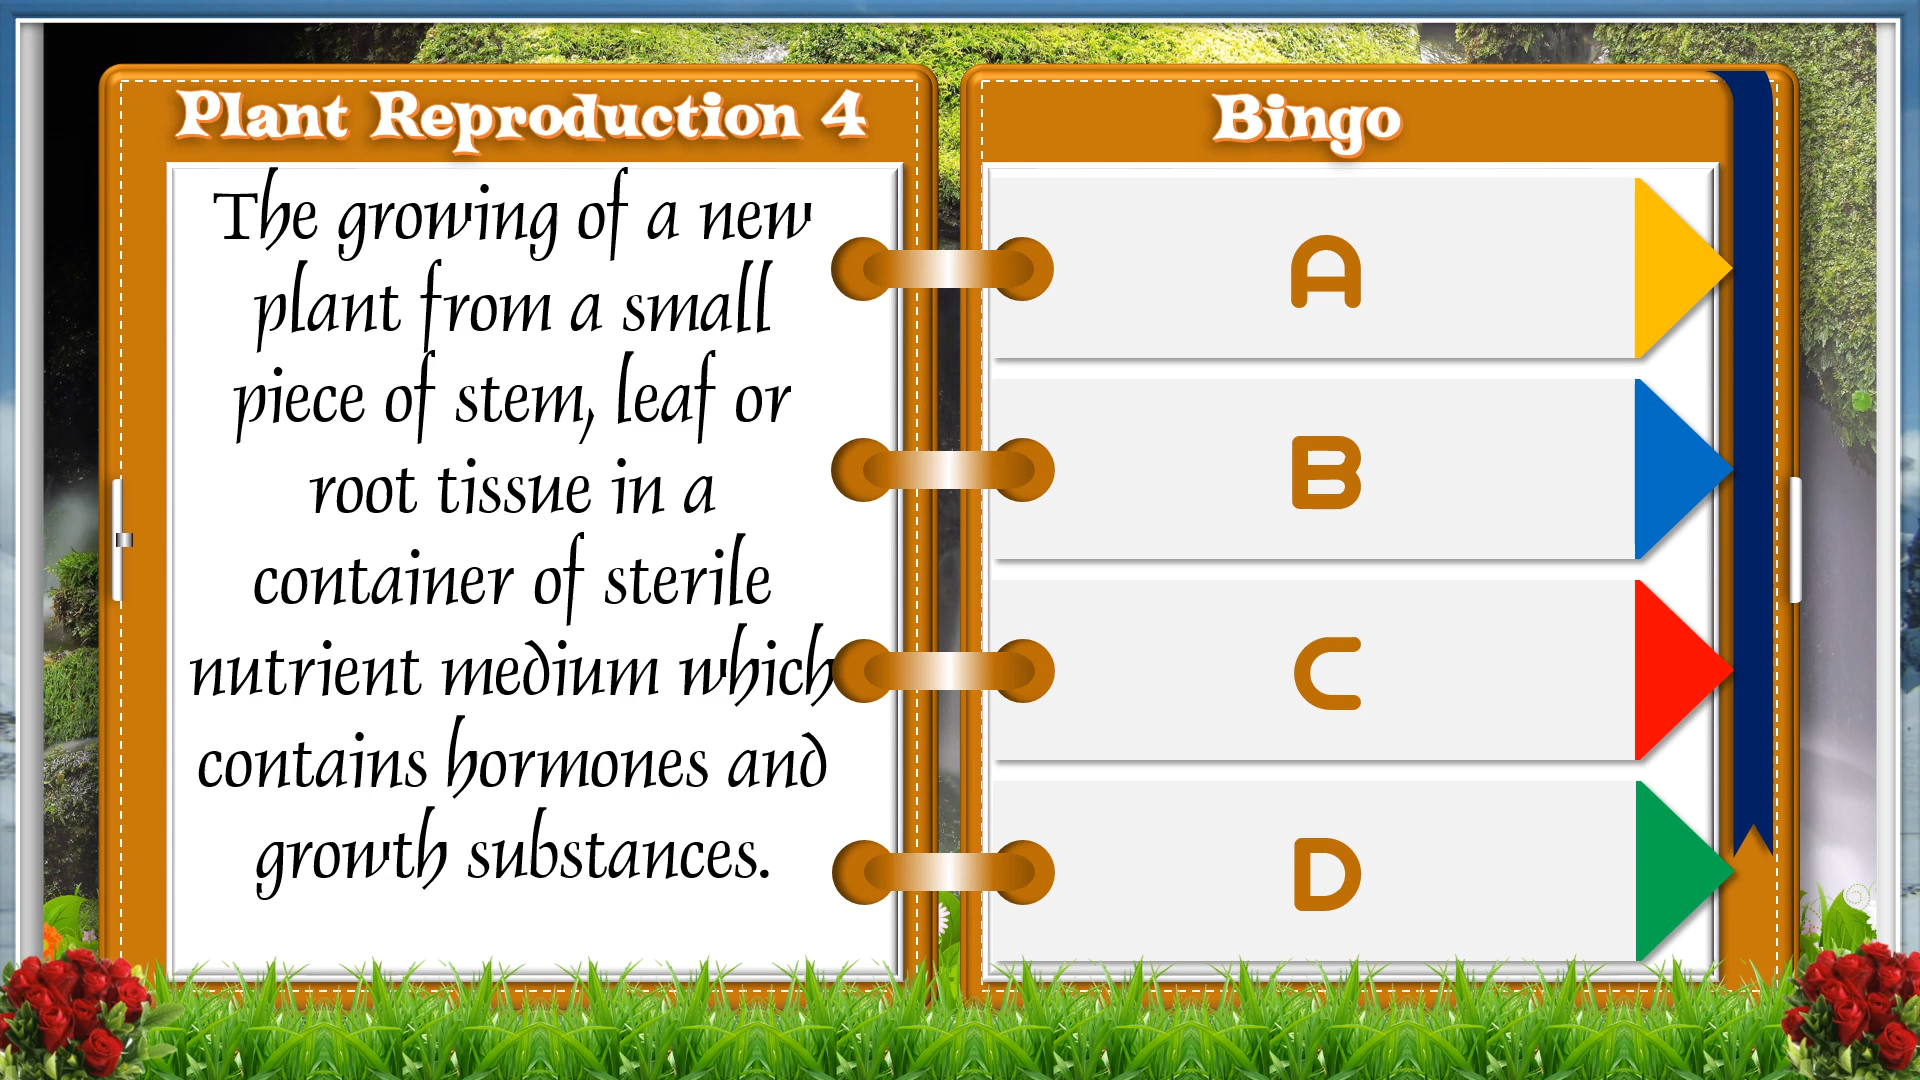 Plant Reproduction 4
The growing of a new
plant from a small
piece of stem, leaf or
root tissue in a
container of sterile
nutrient medium which
contains hormones and
growth substances.
Bingo
A
B
C
D